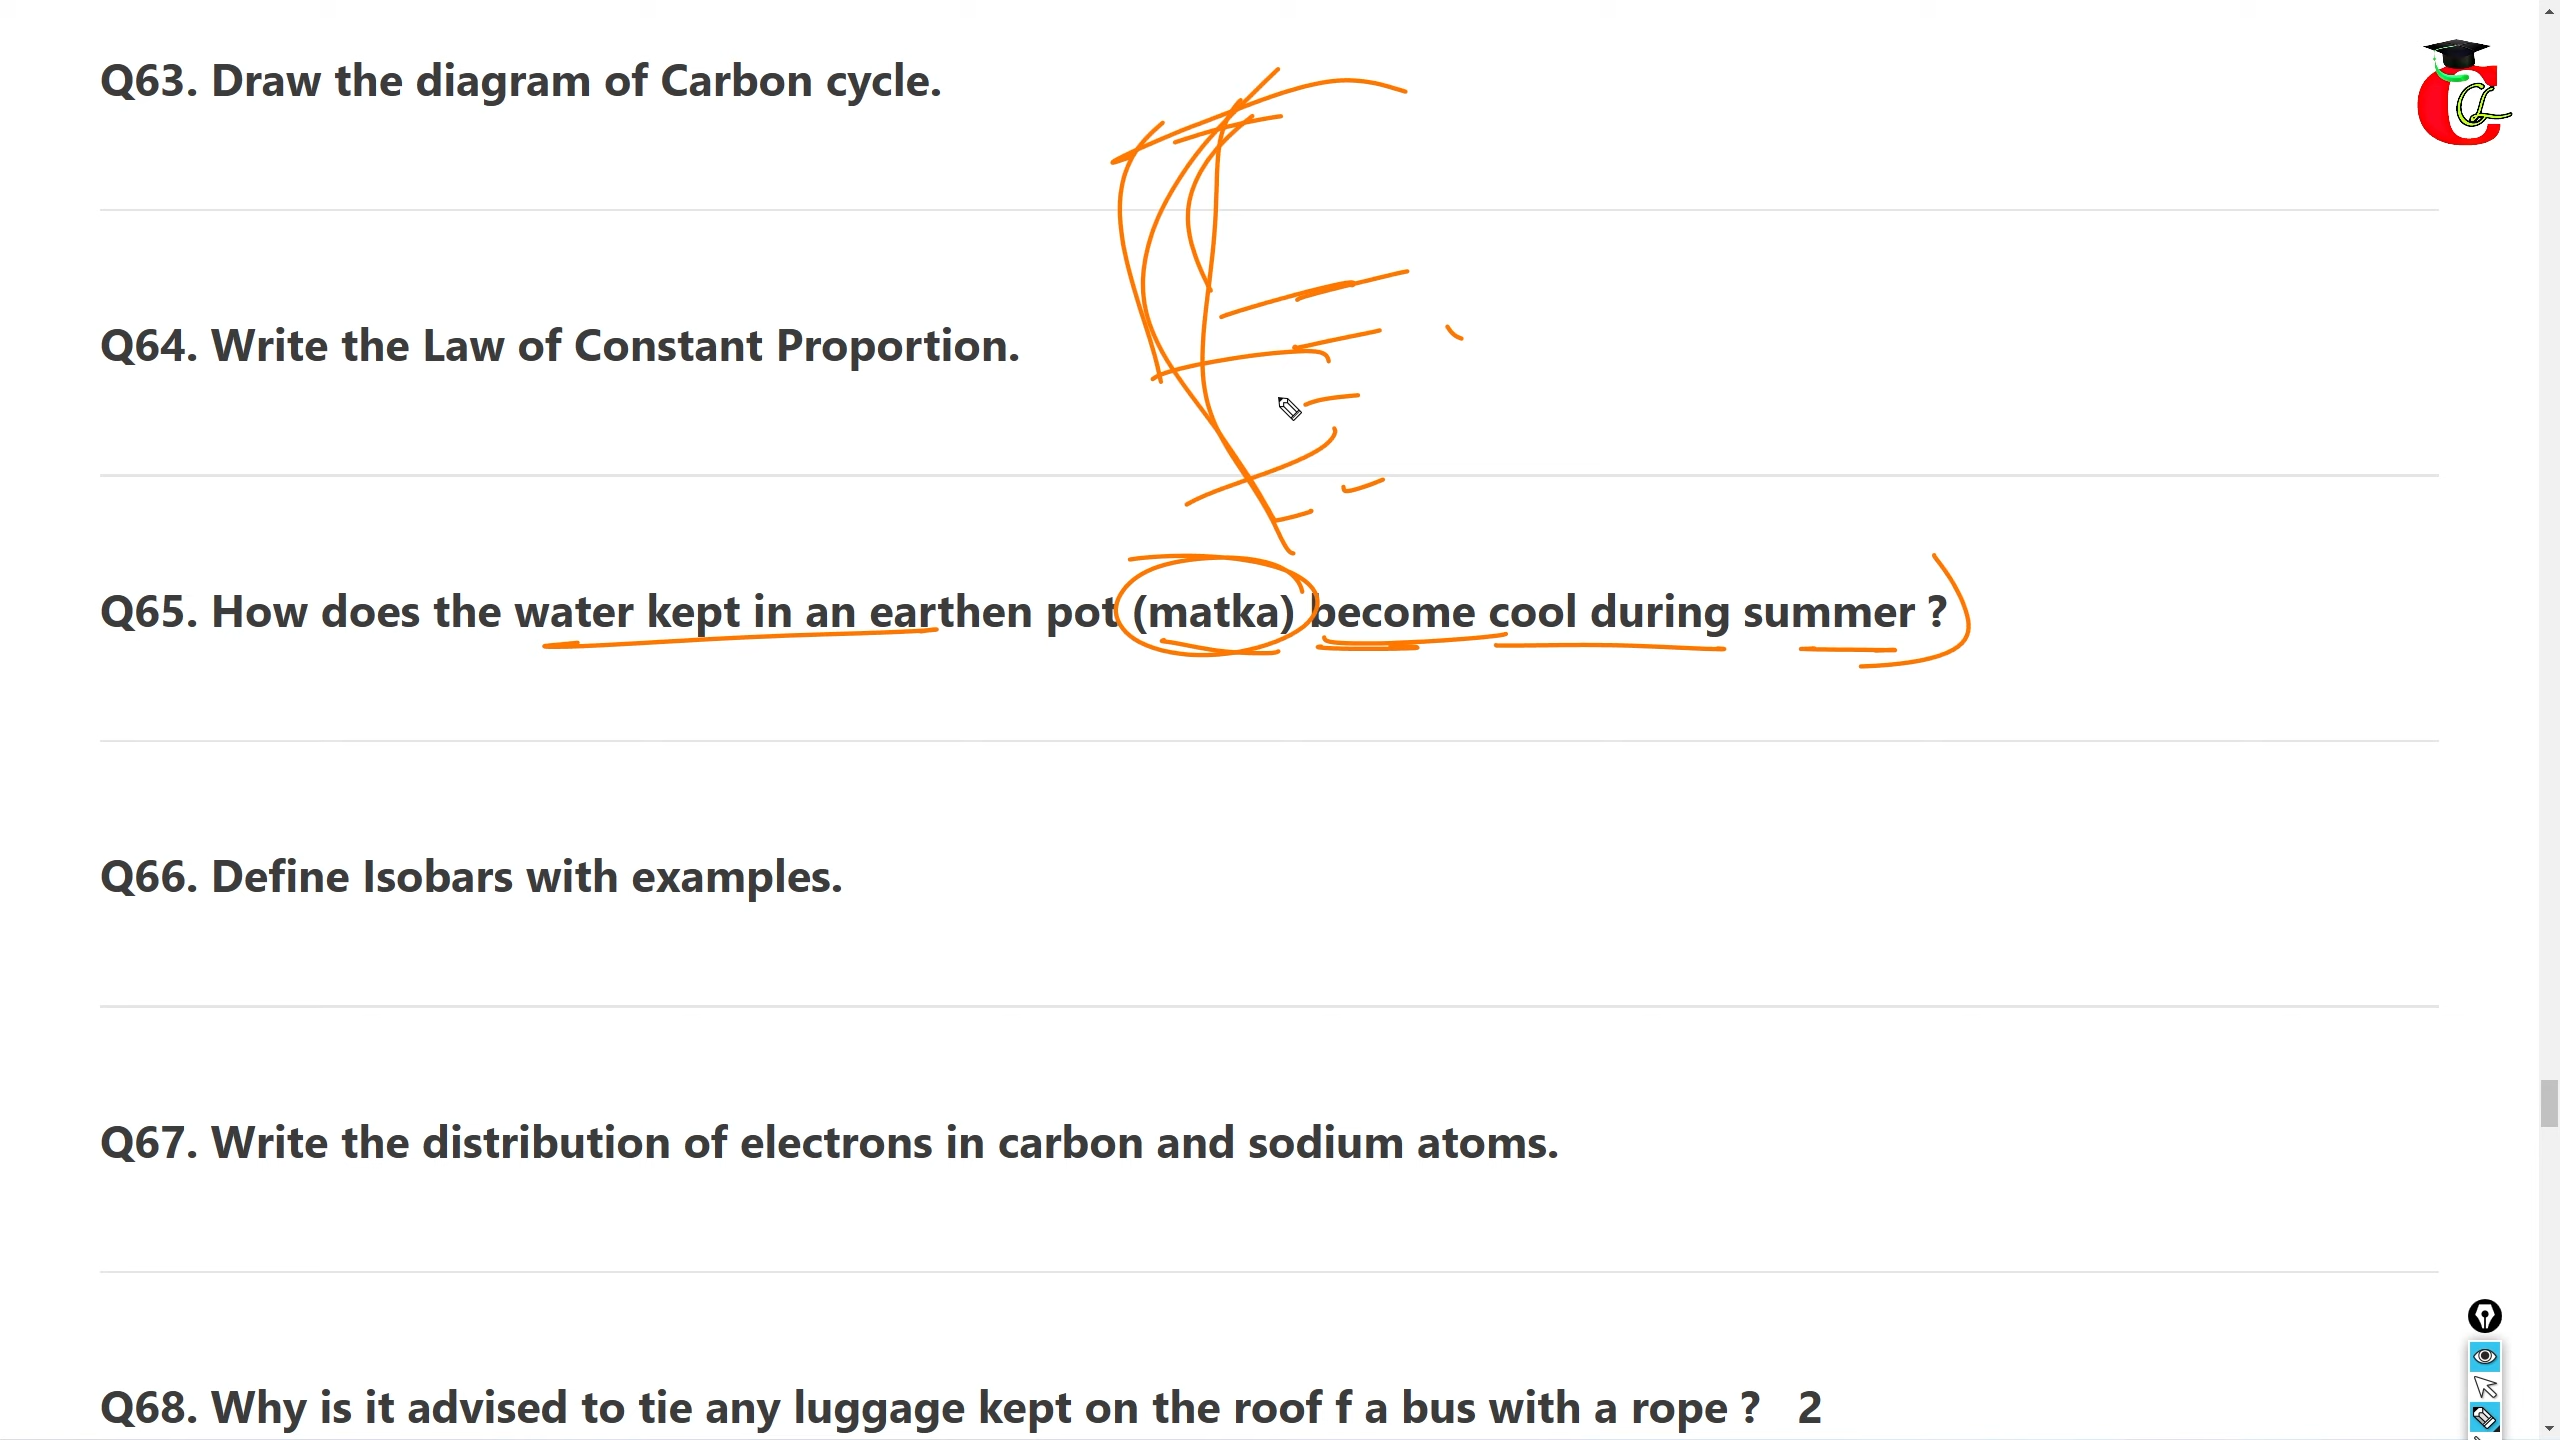 Q63. Draw the diagram of Carbon cycle.
Q64. Write the Law of Constant Proportion.
Q65. How does the water kept in an earthen pot (matka) become cool during summer ?
Q66. Define Isobars with examples.
Q67. Write the distribution of electrons in carbon and sodium atoms.
Q68. Why is it advised to tie any luggage kept on the roof f a bus with a rope ? 2